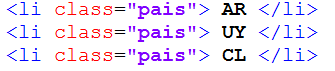 <li class="pais"> AR </li>
<li class="pais"> UY </li>
<li class="pais"> CL </li>